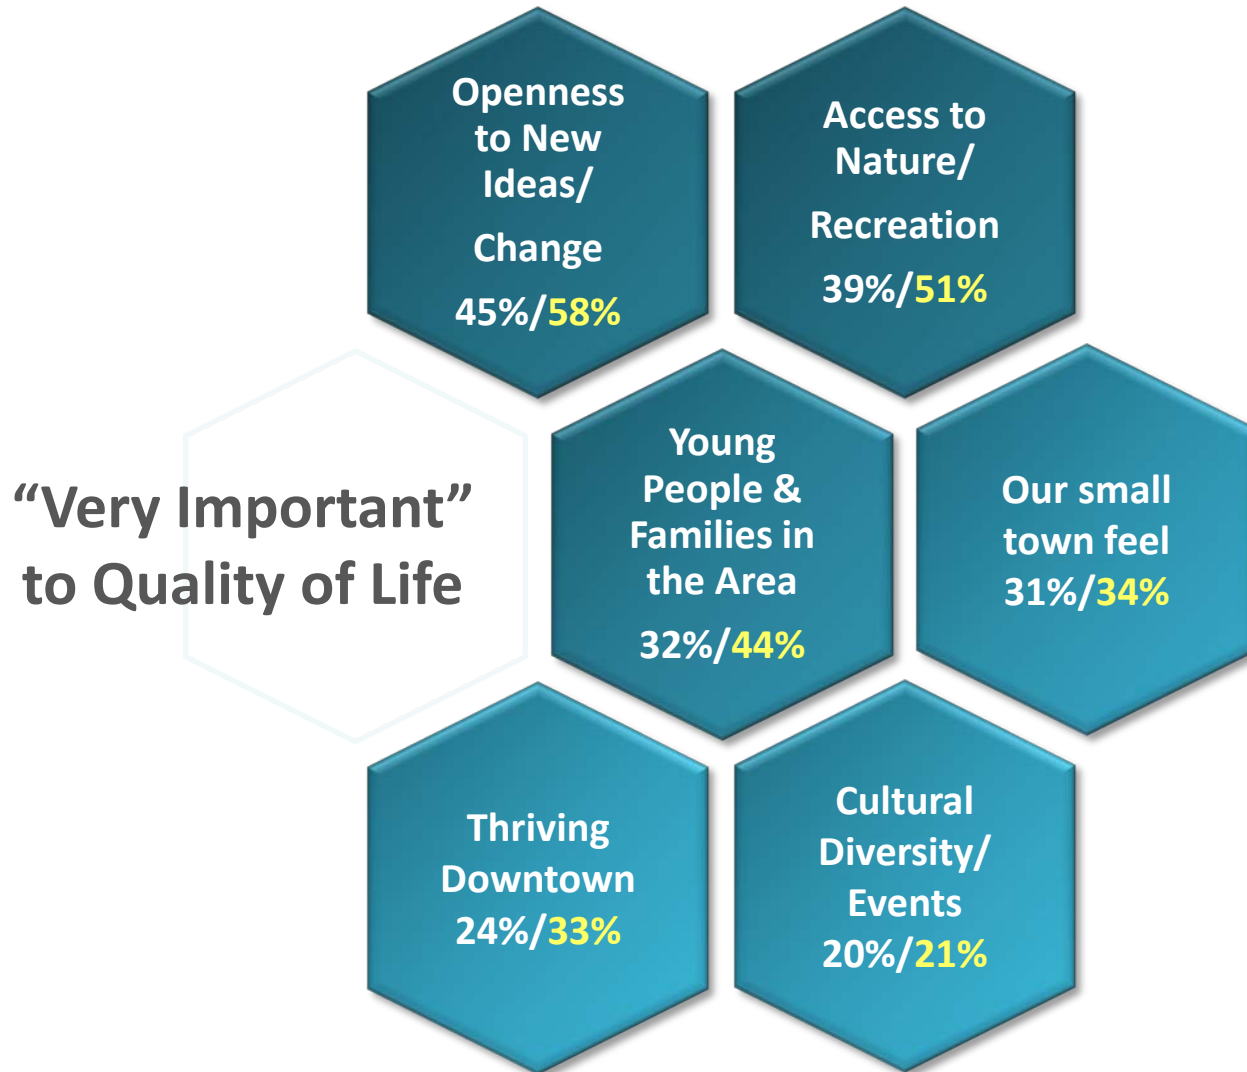 Openness
to New
Ideas/
Change
45%/58%
Access to
Nature/
Recreation
39%/51%
“Very Important”
to Quality of Life
Young
People &
Families in
the Area
32%/44%
Our small
town feel
31%/34%
Thriving
Downtown
24%/33%
Cultural
Diversity/
Events
20%/21%